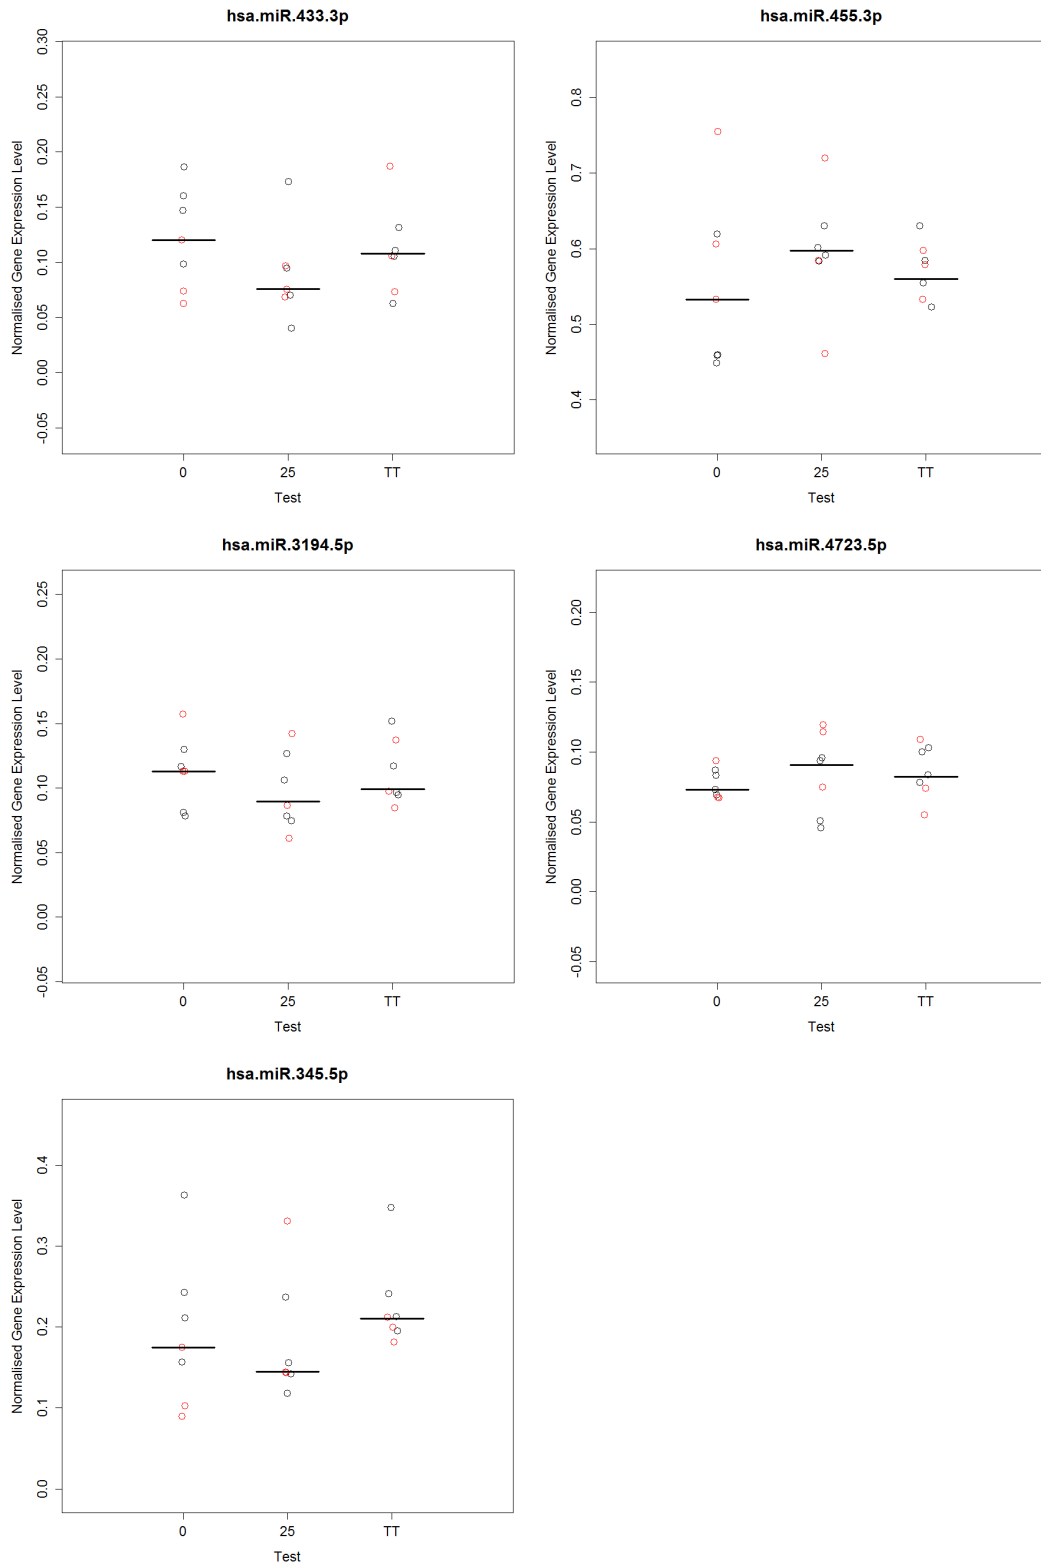 hsa.miR.433.3p
Normalised Gene Expression Level
0.30
0.25
0.20
0.15
0.10
0.05
0.00
-0.05
0 25 TT
Test
hsa.miR.455.3p
Normalised Gene Expression Level
0.8
0.7
0.6
0.5
0.4
0 25 TT
Test
hsa.miR.3194.5p
Normalised Gene Expression Level
0.25
0.20
0.15
0.10
0.05
0.00
-0.05
0 25 TT
Test
hsa.miR.4723.5p
Normalised Gene Expression Level
0.20
0.15
0.10
0.05
0.00
-0.05
0 25 TT
Test
hsa.miR.345.5p
Normalised Gene Expression Level
0.4
0.3
0.2
0.1
0.0
0 25 TT
Test